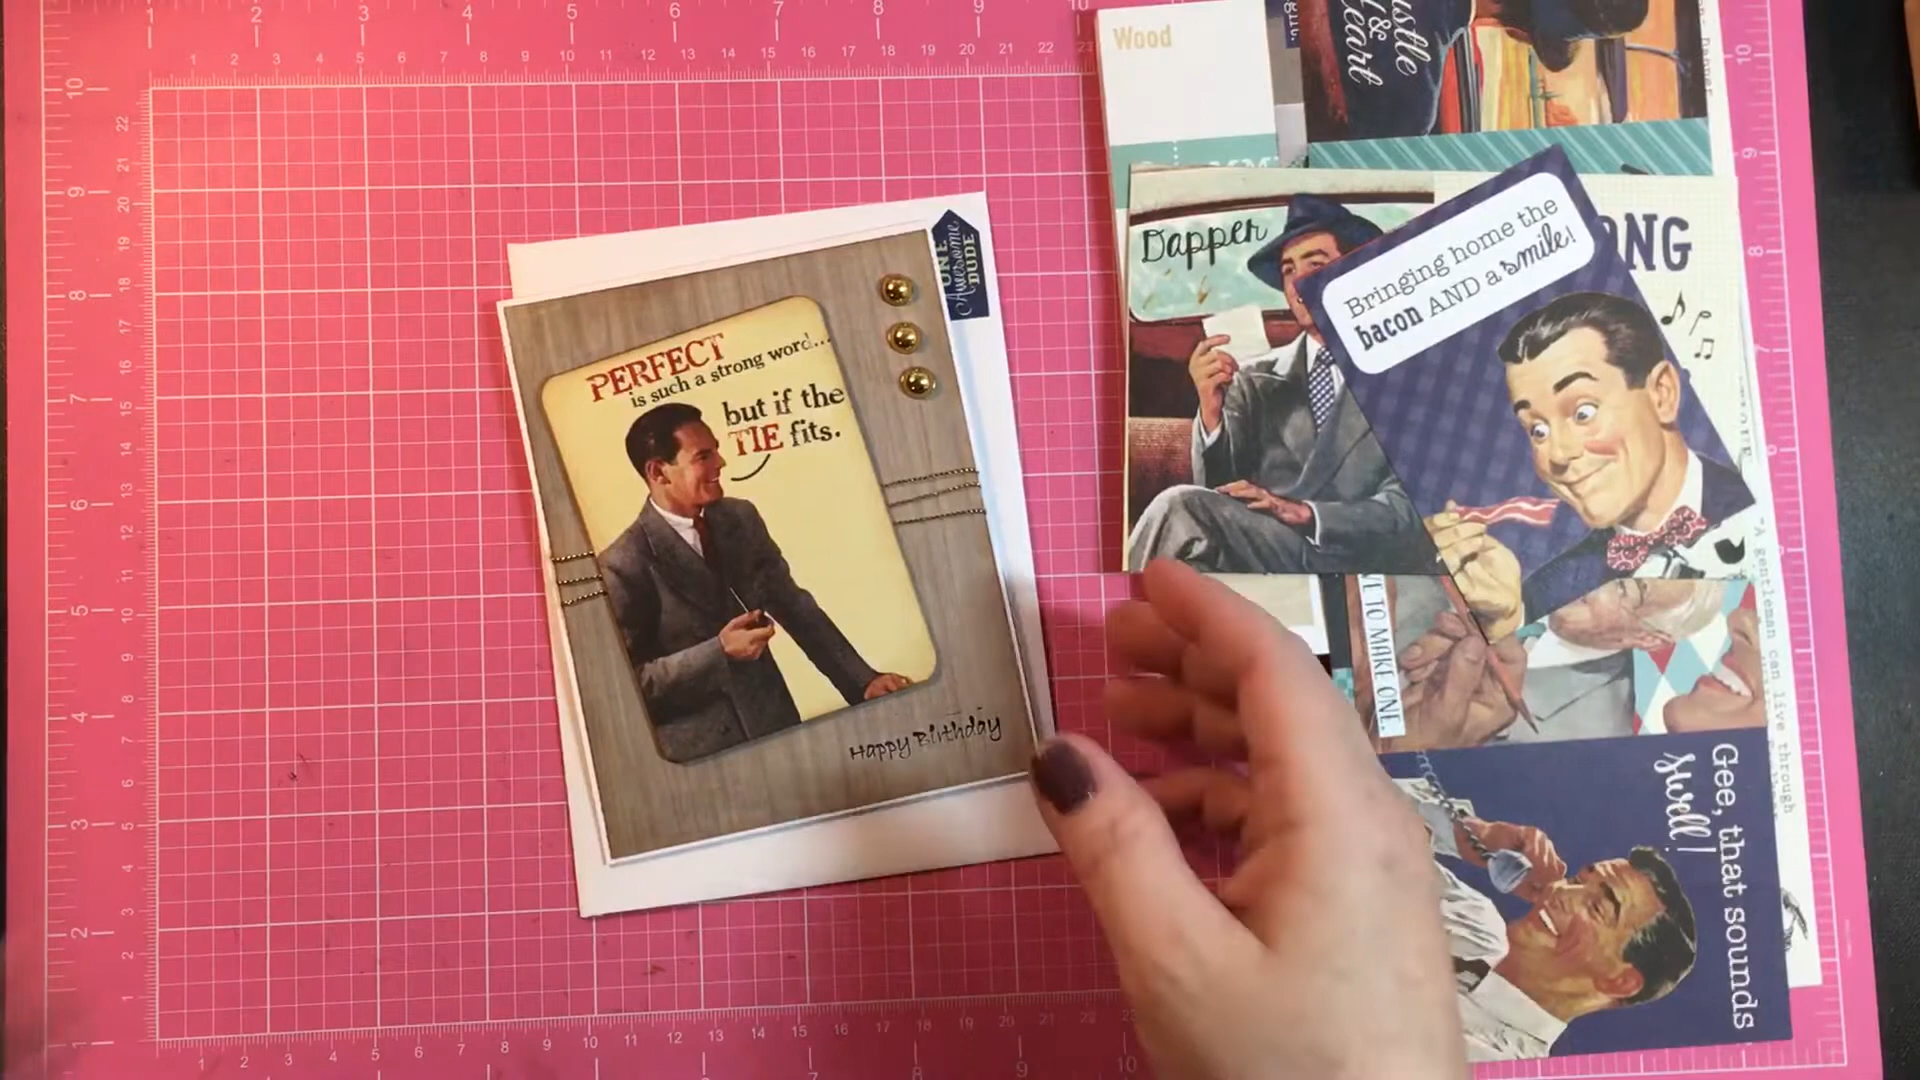 PERFECT
is such a strong word...
but if the
TIE fits.
Happy Birthday
ONE
Awesome
DUDE
Wood
Dapper
Bringing home the
bacon AND a smile!
ONG
TO MAKE ONE.
Gee, that sounds
swell!
"A gentleman can live through